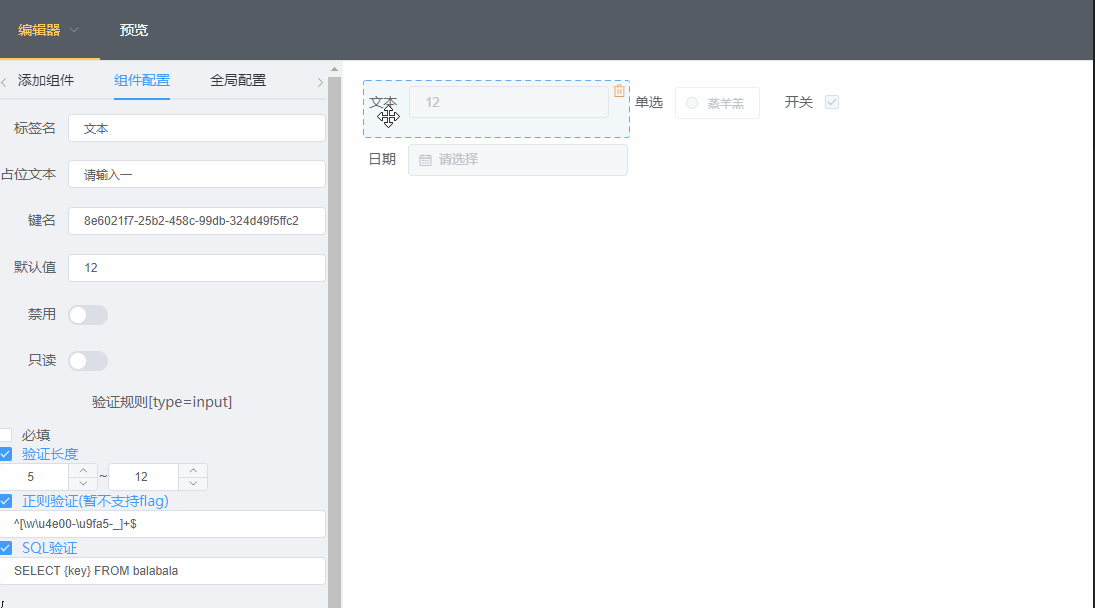 编辑器 预览
添加组件 组件配置 全局配置
标签名 文本
占位文本 请输入一
键名 8e6021f7-25b2-458c-99db-324d49f5ffc2
默认值 12
禁用
只读
验证规则[type=input]
必填
验证长度
5 ~ 12
正则验证(暂不支持flag)
^[\w\u4e00-\u9fa5-_]+$
SQL验证
SELECT {key} FROM balabala
{
文本 12 单选 蒸羊羔 开关
日期 请选择